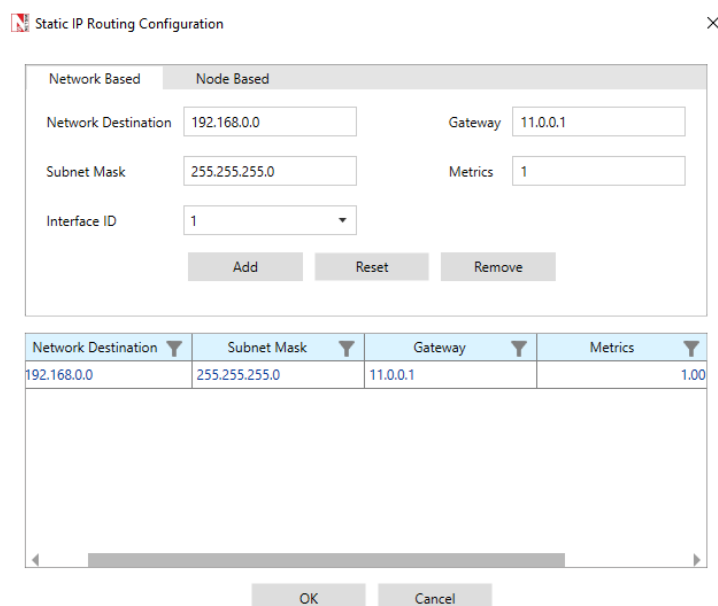 Static IP Routing Configuration
Network Based Node Based
Network Destination 192.168.0.0 Gateway 11.0.0.1
Subnet Mask 255.255.255.0 Metrics 1
Interface ID 1
Add Reset Remove
Network Destination Subnet Mask Gateway Metrics
192.168.0.0 255.255.255.0 11.0.0.1 1.00
OK Cancel